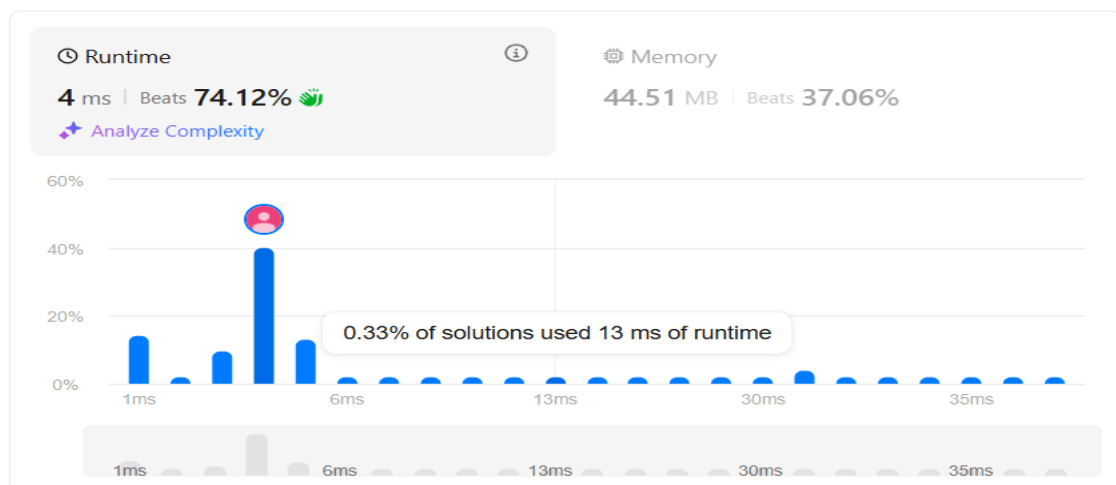 Runtime
4 ms | Beats 74.12%
Analyze Complexity
Memory
44.51 MB | Beats 37.06%
60%
40%
20%
0%
0.33% of solutions used 13 ms of runtime
1ms 6ms 13ms 30ms 35ms
1ms 6ms 13ms 30ms 35ms